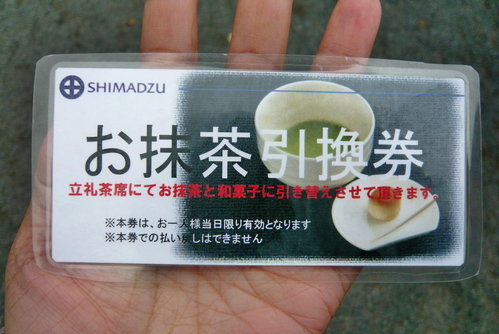 SHIMADZU
お抹茶引換券
立礼茶席にてお抹茶と和菓子に引き替えさせて頂きます。
※本券は、お一人様当日限り有効となります
※本券での払い戻しはできません